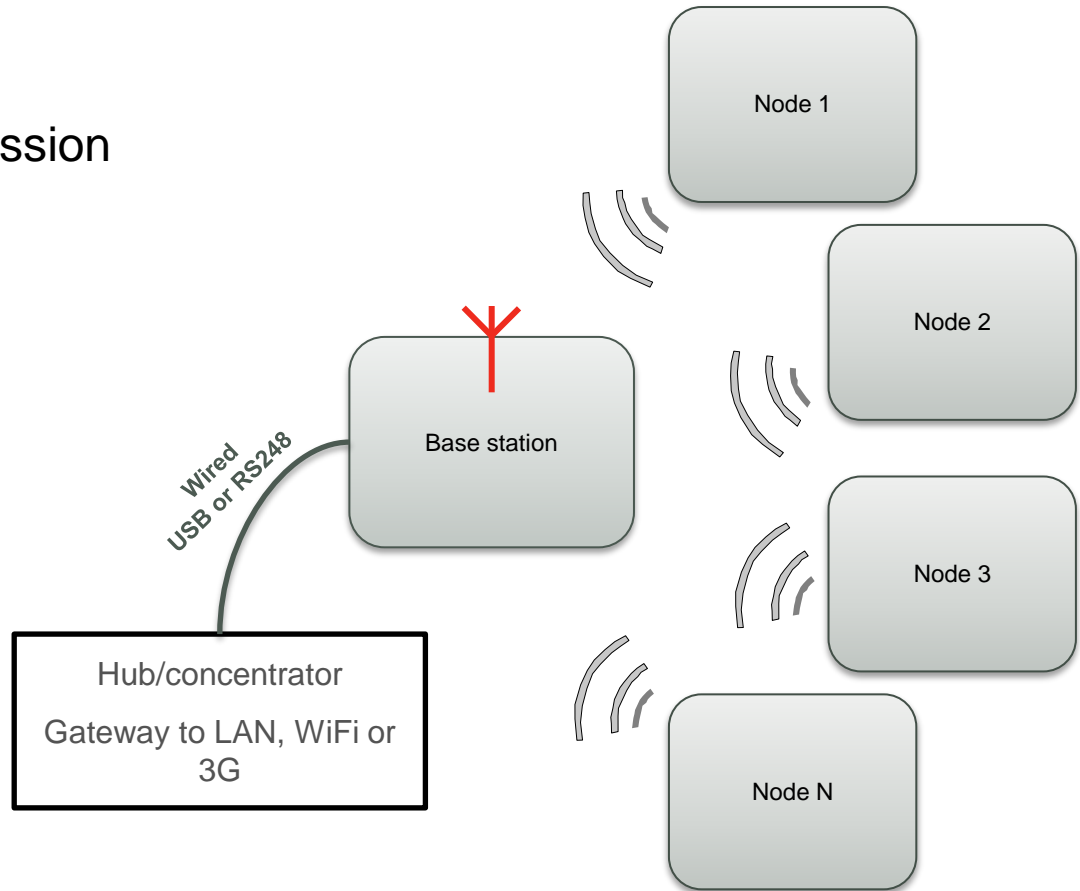 ssion
Node 1
Node 2
Base station
Wired
USB or RS248
Node 3
Hub/concentrator
Gateway to LAN, WiFi or
3G
Node N